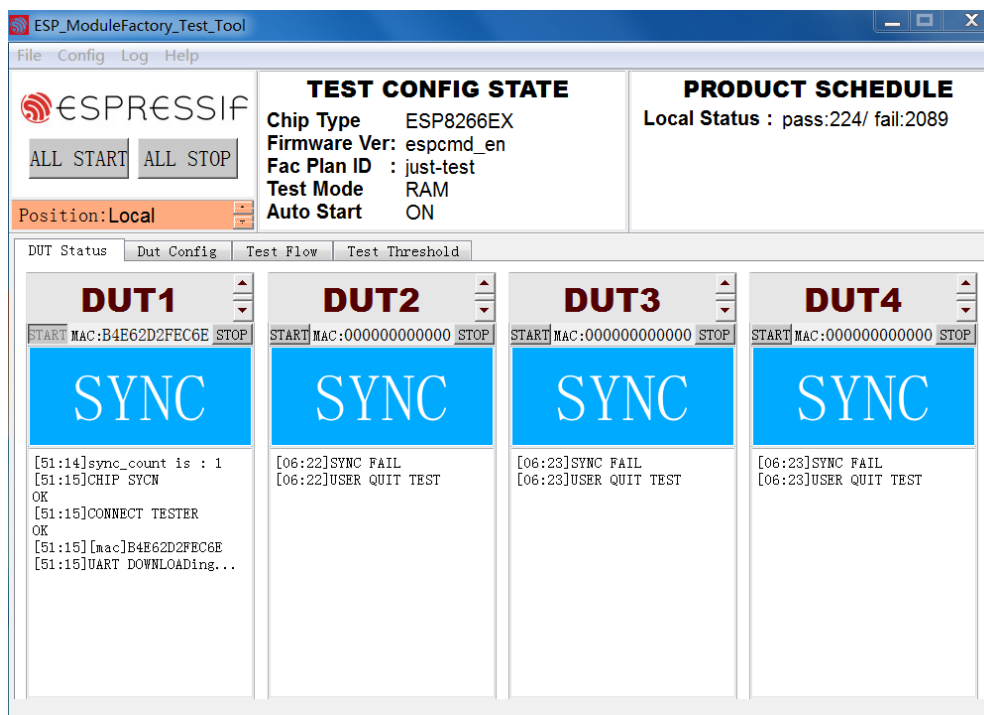 ESP_ModuleFactory_Test_Tool
File Config Log Help
ESPRESSIF
ALL START ALL STOP
Position:Local
TEST CONFIG STATE
Chip Type ESP8266EX
Firmware Ver: espcmd_en
Fac Plan ID : just-test
Test Mode RAM
Auto Start ON
PRODUCT SCHEDULE
Local Status : pass:224/ fail:2089
DUT Status Dut Config Test Flow Test Threshold
DUT1
START MAC:B4E62D2FEC6E STOP
SYNC
[51:14]sync_count is : 1
[51:15]CHIP SYCN
OK
[51:15]CONNECT TESTER
OK
[51:15][mac]B4E62D2FEC6E
[51:15]UART DOWNLOADing...
DUT2
START MAC:000000000000 STOP
SYNC
[06:22]SYNC FAIL
[06:22]USER QUIT TEST
DUT3
START MAC:000000000000 STOP
SYNC
[06:23]SYNC FAIL
[06:23]USER QUIT TEST
DUT4
START MAC:000000000000 STOP
SYNC
[06:23]SYNC FAIL
[06:23]USER QUIT TEST